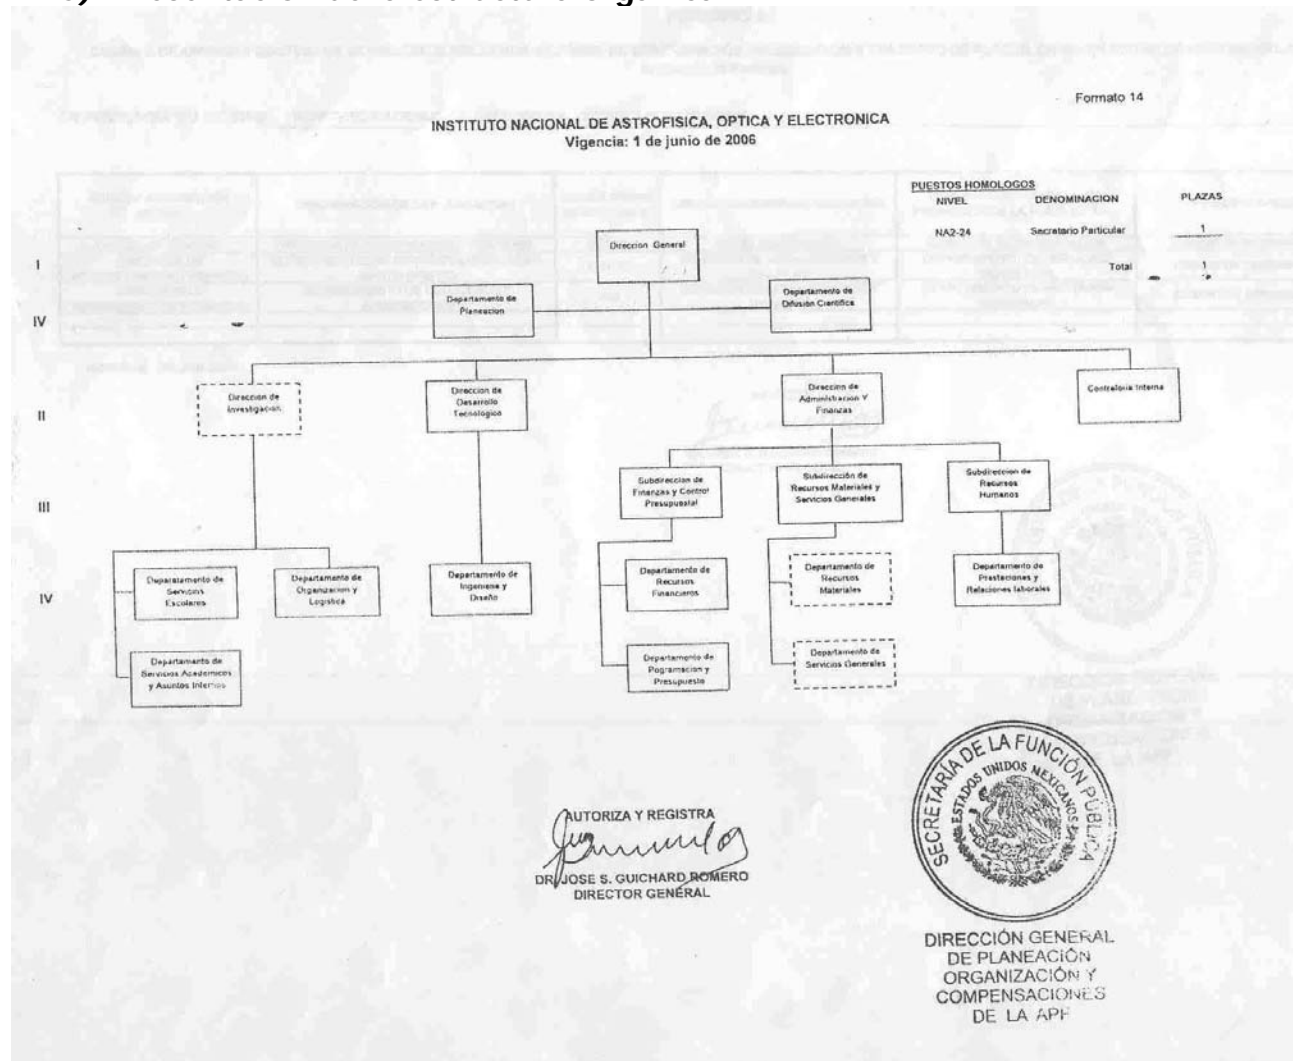 Formato 14
INSTITUTO NACIONAL DE ASTROFISICA, OPTICA Y ELECTRONICA
Vigencia: 1 de junio de 2006
PUESTOS HOMOLOGOS
NIVEL DENOMINACION PLAZAS
NA2-24 Secretario Particular 1
Total 1
I
Direccion General
IV
Departamento de
Planeacion
Departamento de
Difusión Científica
II
Direccion de
Investigacion
Direccion de
Desarrollo
Tecnologico
Direccion de
Administracion Y
Finanzas
Contraloria Interna
III
Subdireccion de
Finanzas y Control
Presupuestal
Subdirección de
Recursos Materiales y
Servicios Generales
Subdireccion de
Recursos
Humanos
IV
Deparatamento de
Servicios
Escolares
Departamento de
Organizacion y
Logistica
Departamento de
Ingenieria y
Diseño
Departamento de
Recursos
Financieros
Departamento de
Recursos
Materiales
Departamento de
Prestaciones y
Relaciones laborales
Departamento de
Servicios Academicos
y Asuntos Internos
Departamento de
Pogramacion y
Presupuesto
Departamento de
Servicios Generales
AUTORIZA Y REGISTRA
DR. JOSE S. GUICHARD ROMERO
DIRECTOR GENERAL
SECRETARÍA DE LA FUNCIÓN PÚBLICA
ESTADOS UNIDOS MEXICANOS
DIRECCIÓN GENERAL
DE PLANEACIÓN
ORGANIZACIÓN Y
COMPENSACIONES
DE LA APF